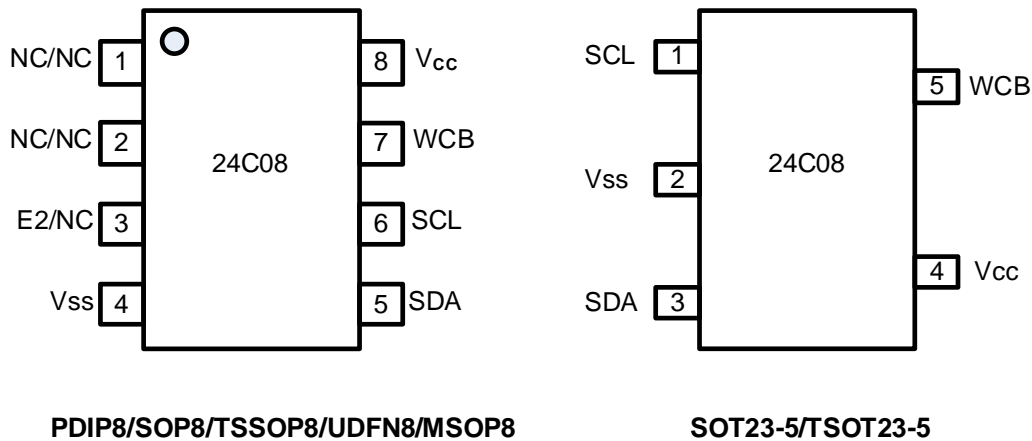 NC/NC 1
8 Vcc
NC/NC 2
7 WCB
24C08
E2/NC 3
6 SCL
Vss 4
5 SDA
PDIP8/SOP8/TSSOP8/UDFN8/MSOP8
SCL 1
5 WCB
24C08
Vss 2
4 Vcc
SDA 3
SOT23-5/TSOT23-5